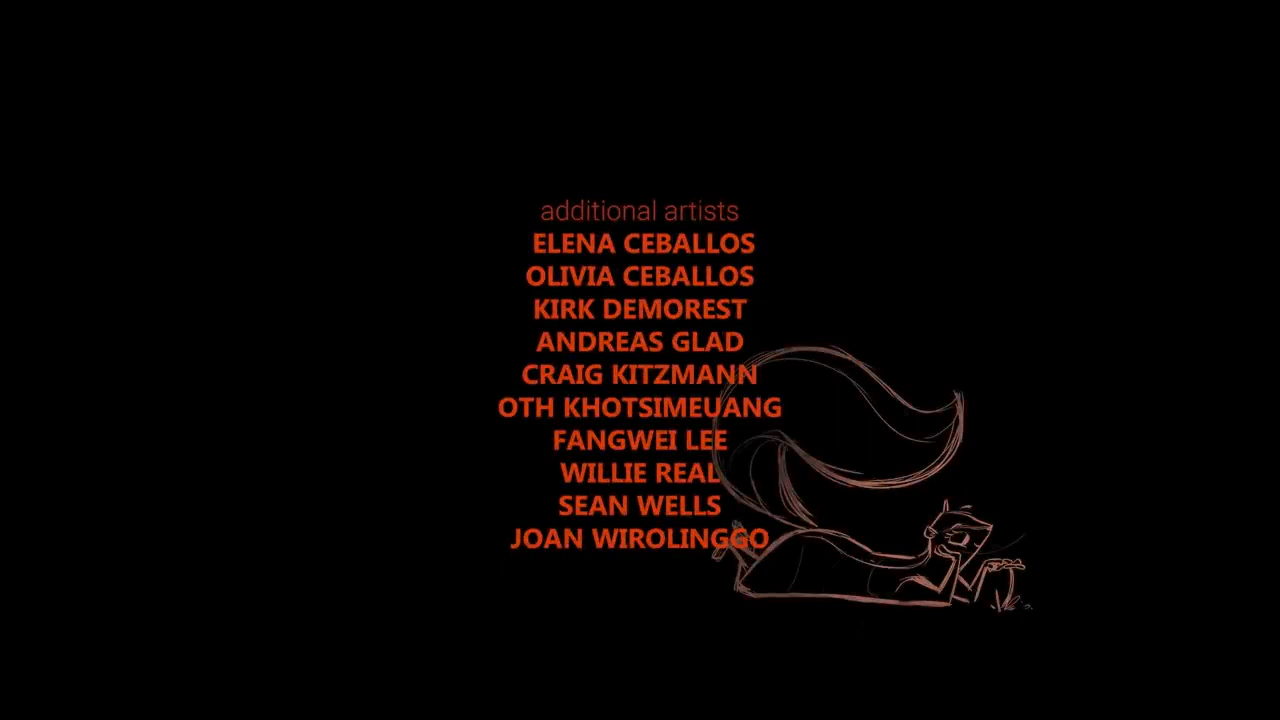 additional artists
ELENA CEBALLOS
OLIVIA CEBALLOS
KIRK DEMOREST
ANDREAS GLAD
CRAIG KITZMANN
OTH KHOTSIMEUANG
FANGWEI LEE
WILLIE REAL
SEAN WELLS
JOAN WIROLINGGO